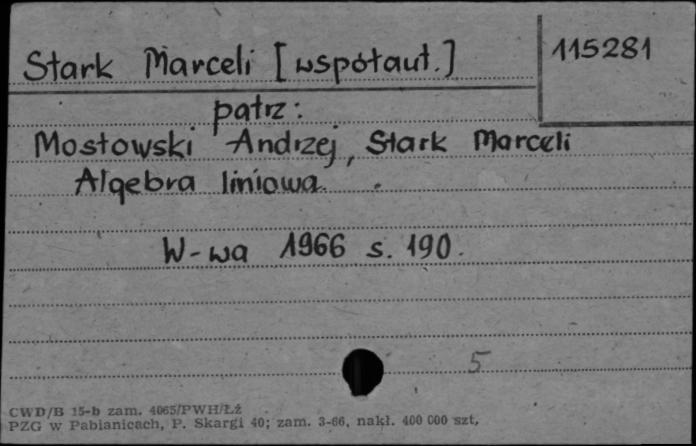 Stark Marceli [współaut.]
115281
patrz:
Mostowski Andrzej, Stark Marceli
Algebra liniowa.
W-wa 1966 s. 190.
5
CWD/B 15-b zam. 4065/PWH/Łź
PZG w Pabianicach, P. Skargi 40; zam. 3-66, nakł. 400 000 szt.